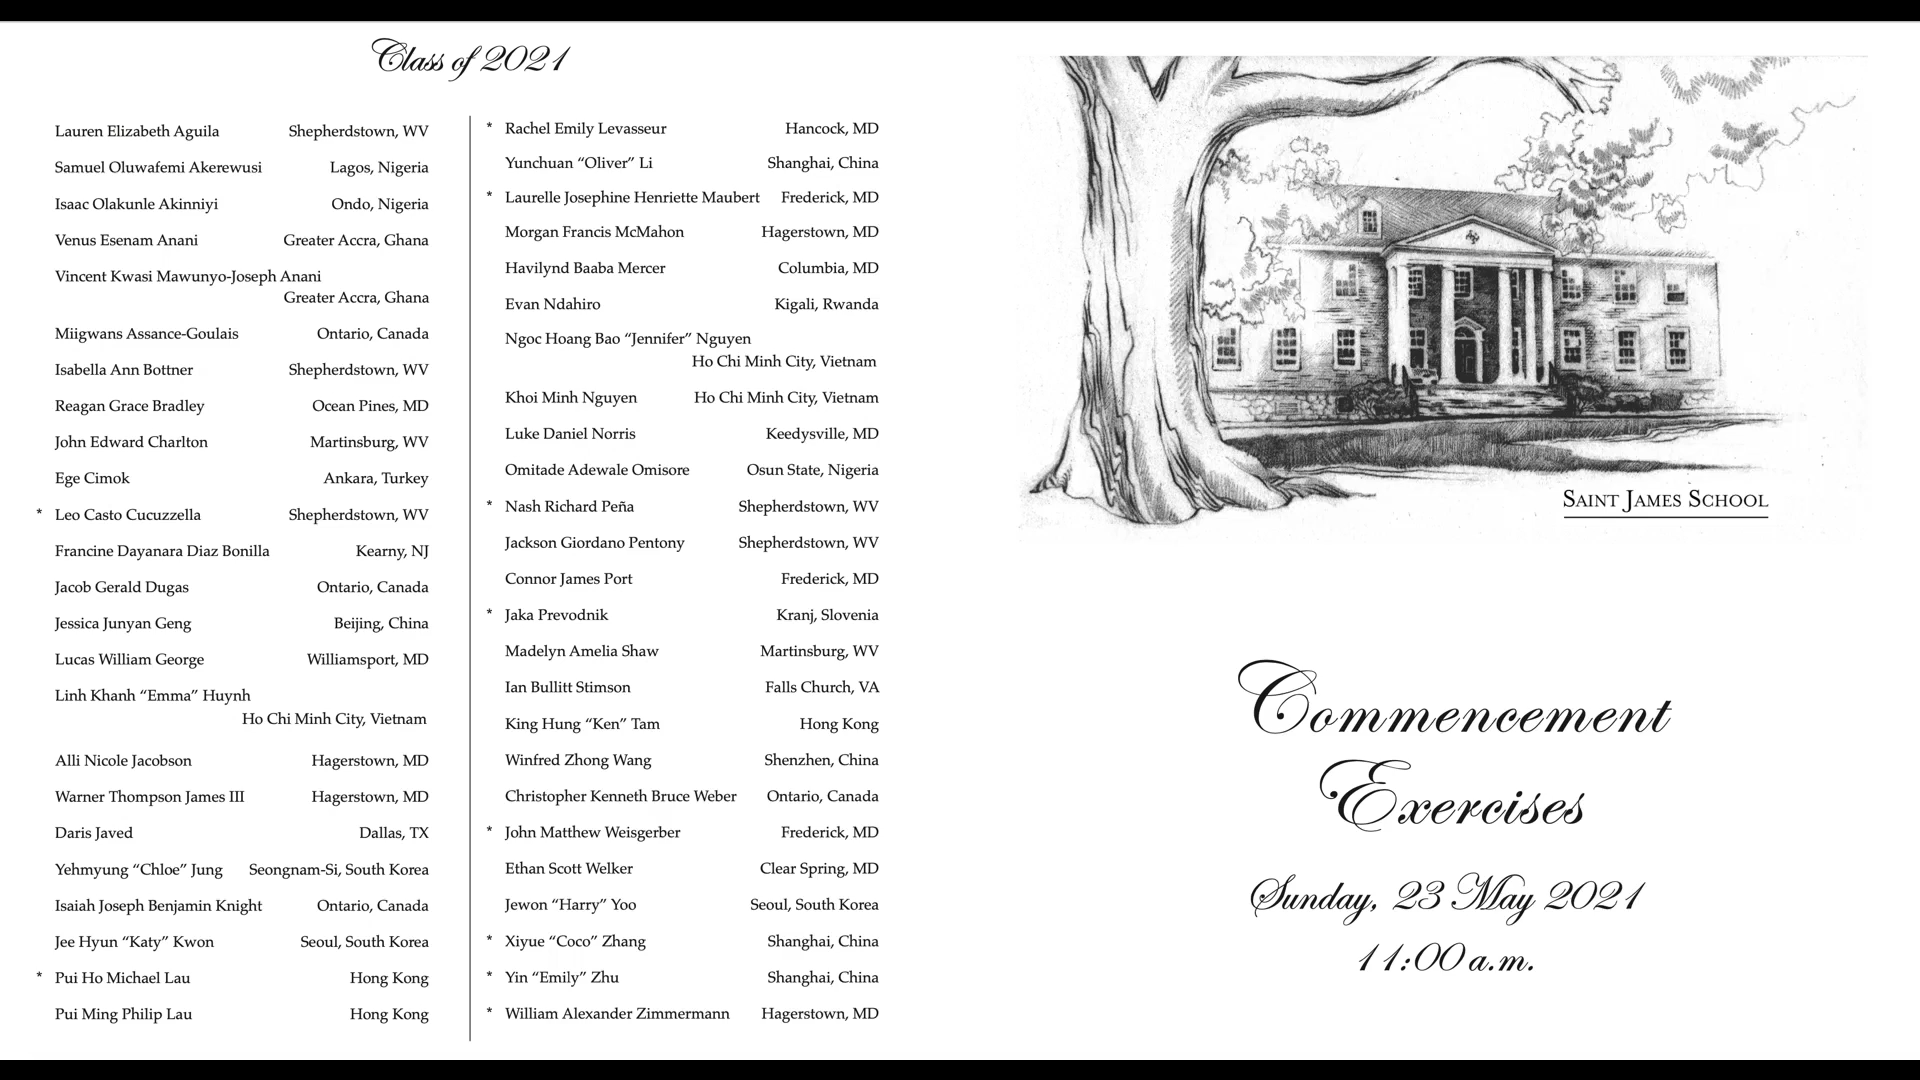 Class of 2021
Lauren Elizabeth Aguila Shepherdstown, WV
Samuel Oluwafemi Akerewusi Lagos, Nigeria
Isaac Olakunle Akinniyi Ondo, Nigeria
Venus Esenam Anani Greater Accra, Ghana
Vincent Kwasi Mawunyo-Joseph Anani
Greater Accra, Ghana
Miigwans Assance-Goulais Ontario, Canada
Isabella Ann Bottner Shepherdstown, WV
Reagan Grace Bradley Ocean Pines, MD
John Edward Charlton Martinsburg, WV
Ege Cimok Ankara, Turkey
* Leo Casto Cucuzzella Shepherdstown, WV
Francine Dayanara Diaz Bonilla Kearny, NJ
Jacob Gerald Dugas Ontario, Canada
Jessica Junyan Geng Beijing, China
Lucas William George Williamsport, MD
Linh Khanh “Emma” Huynh
Ho Chi Minh City, Vietnam
Alli Nicole Jacobson Hagerstown, MD
Warner Thompson James III Hagerstown, MD
Daris Javed Dallas, TX
Yehmyung “Chloe” Jung Seongnam-Si, South Korea
Isaiah Joseph Benjamin Knight Ontario, Canada
Jee Hyun “Katy” Kwon Seoul, South Korea
* Pui Ho Michael Lau Hong Kong
Pui Ming Philip Lau Hong Kong
* Rachel Emily Levasseur Hancock, MD
Yunchuan “Oliver” Li Shanghai, China
* Laurelle Josephine Henriette Maubert Frederick, MD
Morgan Francis McMahon Hagerstown, MD
Havilynd Baaba Mercer Columbia, MD
Evan Ndahiro Kigali, Rwanda
Ngoc Hoang Bao “Jennifer” Nguyen
Ho Chi Minh City, Vietnam
Khoi Minh Nguyen Ho Chi Minh City, Vietnam
Luke Daniel Norris Keedysville, MD
Omitade Adewale Omisore Osun State, Nigeria
* Nash Richard Peña Shepherdstown, WV
Jackson Giordano Pentony Shepherdstown, WV
Connor James Port Frederick, MD
* Jaka Prevodnik Kranj, Slovenia
Madelyn Amelia Shaw Martinsburg, WV
Ian Bullitt Stimson Falls Church, VA
King Hung “Ken” Tam Hong Kong
Winfred Zhong Wang Shenzhen, China
Christopher Kenneth Bruce Weber Ontario, Canada
* John Matthew Weisgerber Frederick, MD
Ethan Scott Welker Clear Spring, MD
Jewon “Harry” Yoo Seoul, South Korea
* Xiyue “Coco” Zhang Shanghai, China
* Yin “Emily” Zhu Shanghai, China
* William Alexander Zimmermann Hagerstown, MD
SAINT JAMES SCHOOL
Commencement
Exercises
Sunday, 23 May 2021
11:00 a.m.